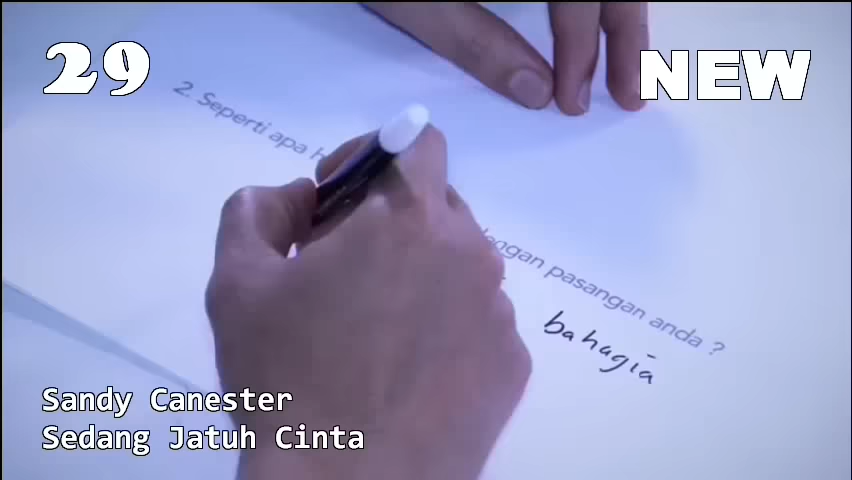 29
NEW
2. Seperti apa
dengan pasangan anda ?
bahagia
Sandy Canester
Sedang Jatuh Cinta